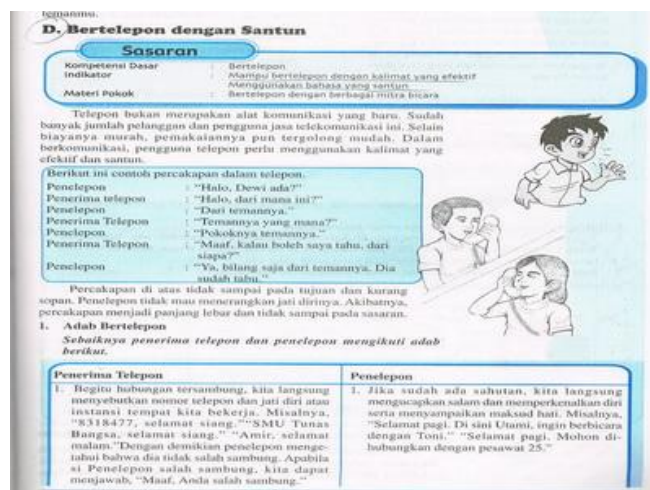 temanmu.
D. Bertelepon dengan Santun
Sasaran
Kompetensi Dasar : Bertelepon
Indikator : Mampu bertelepon dengan kalimat yang efektif
Menggunakan bahasa yang santun
Materi Pokok : Bertelepon dengan berbagai mitra bicara
Telepon bukan merupakan alat komunikasi yang baru. Sudah
banyak jumlah pelanggan dan pengguna jasa telekomunikasi ini. Selain
biayanya murah, pemakaiannya pun tergolong mudah. Dalam
berkomunikasi, pengguna telepon perlu menggunakan kalimat yang
efektif dan santun.
Berikut ini contoh percakapan dalam telepon.
Penelepon : "Halo, Dewi ada?"
Penerima telepon : "Halo, dari mana ini?"
Penelepon : "Dari temannya."
Penerima Telepon : "Temannya yang mana?"
Penelepon : "Pokoknya temannya."
Penerima Telepon : "Maaf, kalau boleh saya tahu, dari
siapa?"
Penelepon : "Ya, bilang saja dari temannya. Dia
sudah tahu."
Percakapan di atas tidak sampai pada tujuan dan kurang
sopan. Penelepon tidak mau menerangkan jati dirinya. Akibatnya,
percakapan menjadi panjang lebar dan tidak sampai pada sasaran.
1. Adab Bertelepon
Sebaiknya penerima telepon dan penelepon mengikuti adab
berikut.
Penerima Telepon
1. Begitu hubungan tersambung, kita langsung
menyebutkan nomor telepon dan jati diri atau
instansi tempat kita bekerja. Misalnya,
"8318477, selamat siang." "SMU Tunas
Bangsa, selamat siang." "Amir, selamat
malam."Dengan demikian penelepon menge-
tahui bahwa dia tidak salah sambung. Apabila
si Penelepon salah sambung, kita dapat
menjawab, "Maaf, Anda salah sambung."
Penelepon
1. Jika sudah ada sahutan, kita langsung
mengucapkan salam dan memperkenalkan diri
serta menyampaikan maksud hati. Misalnya,
"Selamat pagi. Di sini Utami, ingin berbicara
dengan Toni." "Selamat pagi. Mohon di-
hubungkan dengan pesawat 25."